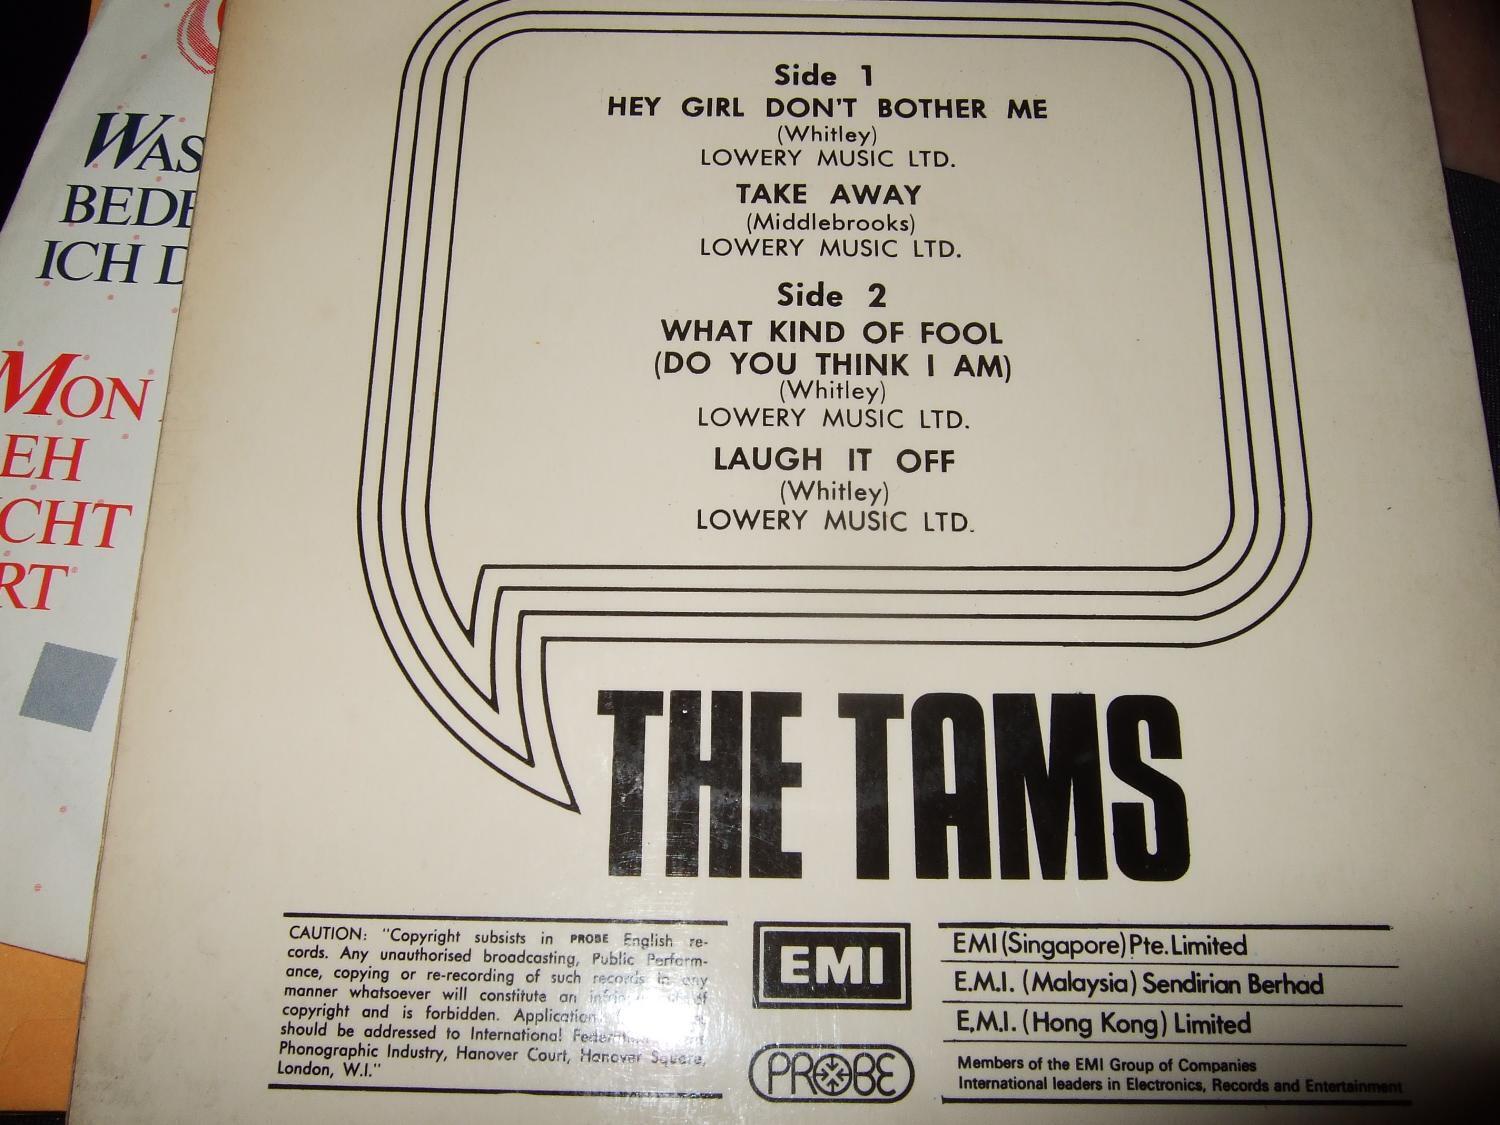 Side 1
HEY GIRL DON'T BOTHER ME
(Whitley)
LOWERY MUSIC LTD.
TAKE AWAY
(Middlebrooks)
LOWERY MUSIC LTD.
Side 2
WHAT KIND OF FOOL
(DO YOU THINK I AM)
(Whitley)
LOWERY MUSIC LTD.
LAUGH IT OFF
(Whitley)
LOWERY MUSIC LTD.
THE TAMS
CAUTION: "Copyright subsists in PROBE English re-
cords. Any unauthorised broadcasting, Public Perform-
ance, copying or re-recording of such records in any
manner whatsoever will constitute an of
copyright and is forbidden.
should be addressed to International
Phonographic Industry, Hanover Court, Hanover Square,
London, W.I."
EMI
PROBE
EMI (Singapore) Pte. Limited
E.M.I. (Malaysia) Sendirian Berhad
E.M.I. (Hong Kong) Limited
Members of the EMI Group of Companies
International leaders in Electronics, Records and Entertainment
WAS
BEDE
ICH D
MON
EH
CHT
RT